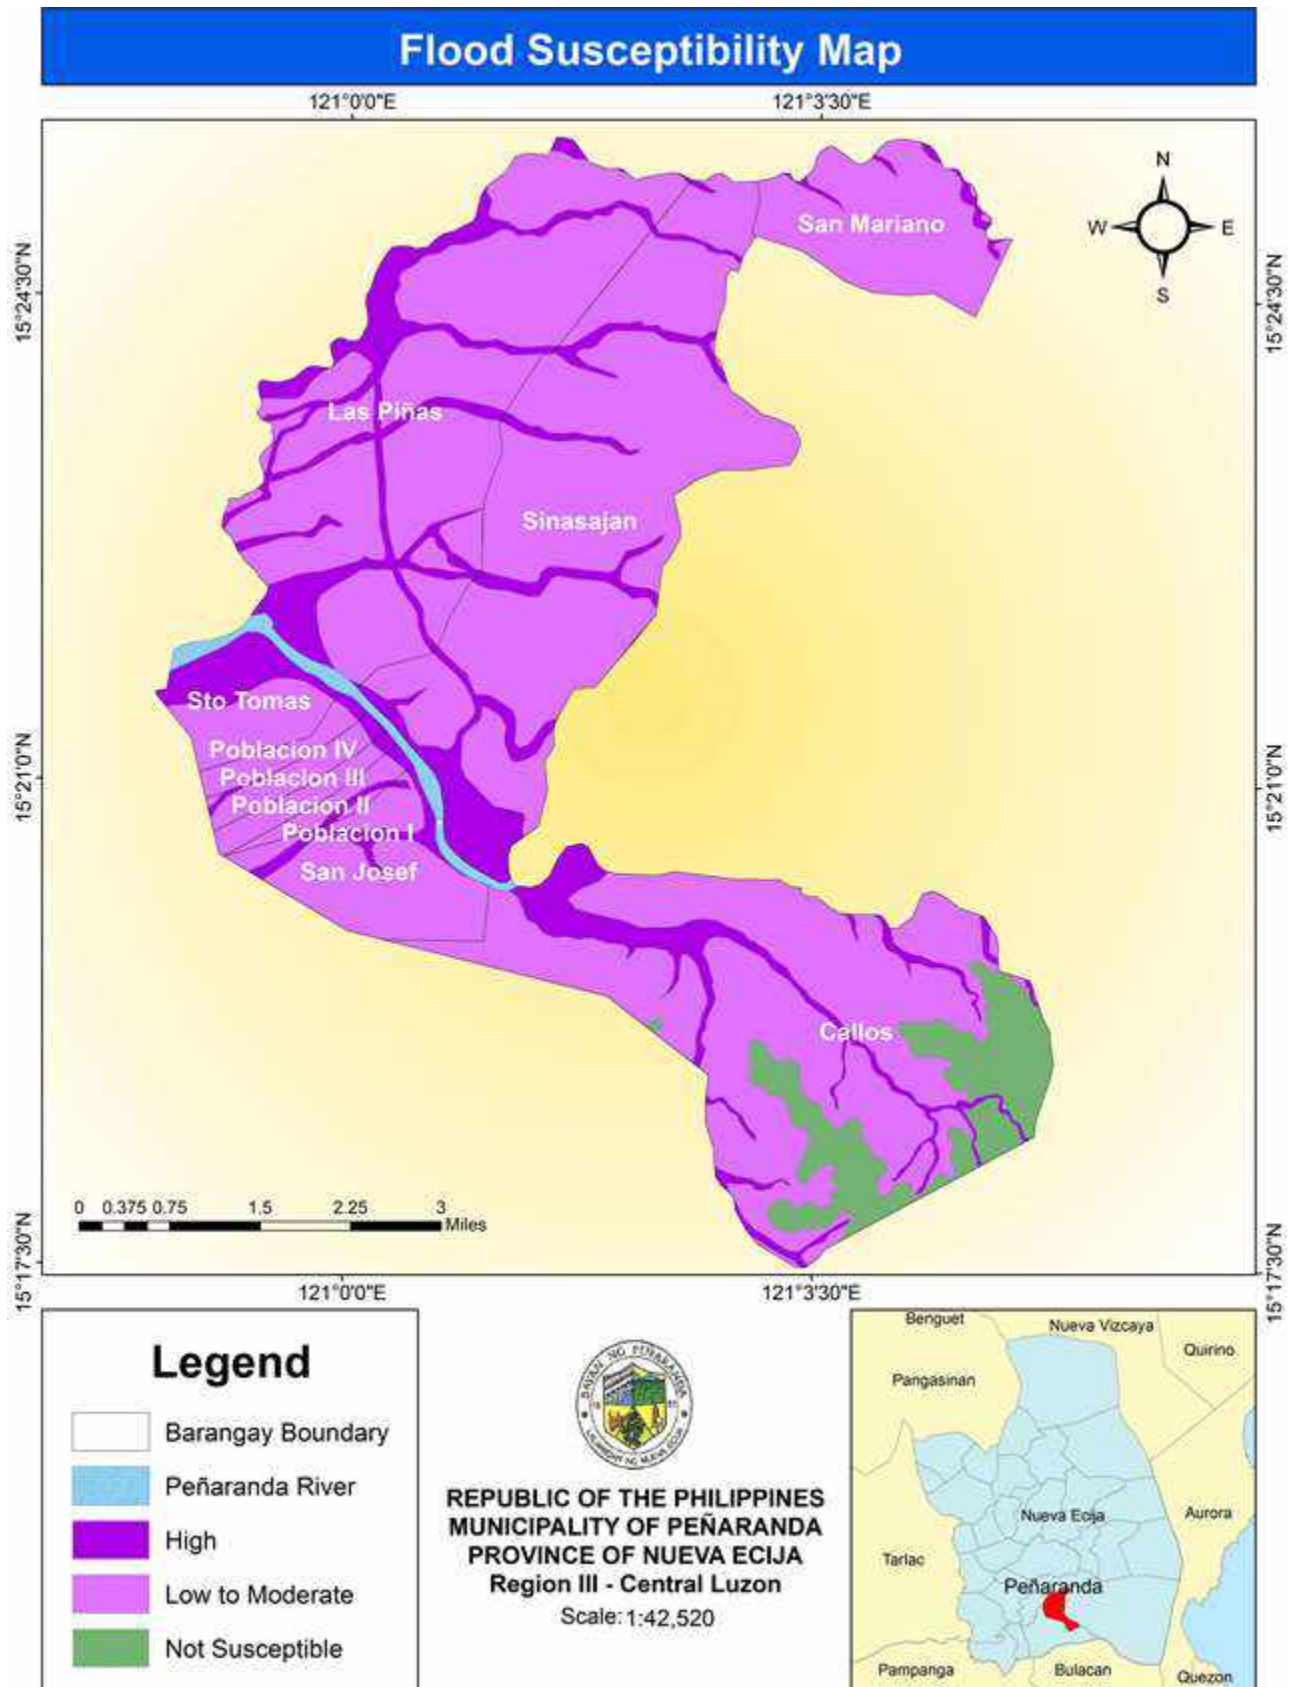 Flood Susceptibility Map
121°0'0"E
121°3'30"E
N
W
E
S
15°24'30"N
15°24'30"N
San Mariano
Las Piñas
Sinasajan
Sto Tomas
Poblacion IV
Poblacion III
Poblacion II
Poblacion I
San Josef
15°21'0"N
15°21'0"N
Callos
0 0.375 0.75 1.5 2.25 3
Miles
15°17'30"N
15°17'30"N
121°0'0"E
121°3'30"E
Legend
Barangay Boundary
Peñaranda River
High
Low to Moderate
Not Susceptible
BAYAN NG PEÑARANDA
REPUBLIC OF THE PHILIPPINES
MUNICIPALITY OF PEÑARANDA
PROVINCE OF NUEVA ECIJA
Region III - Central Luzon
Scale: 1:42,520
Benguet
Nueva Vizcaya
Quirino
Pangasinan
Nueva Ecija
Aurora
Tarlac
Peñaranda
Pampanga
Bulacan
Quezon